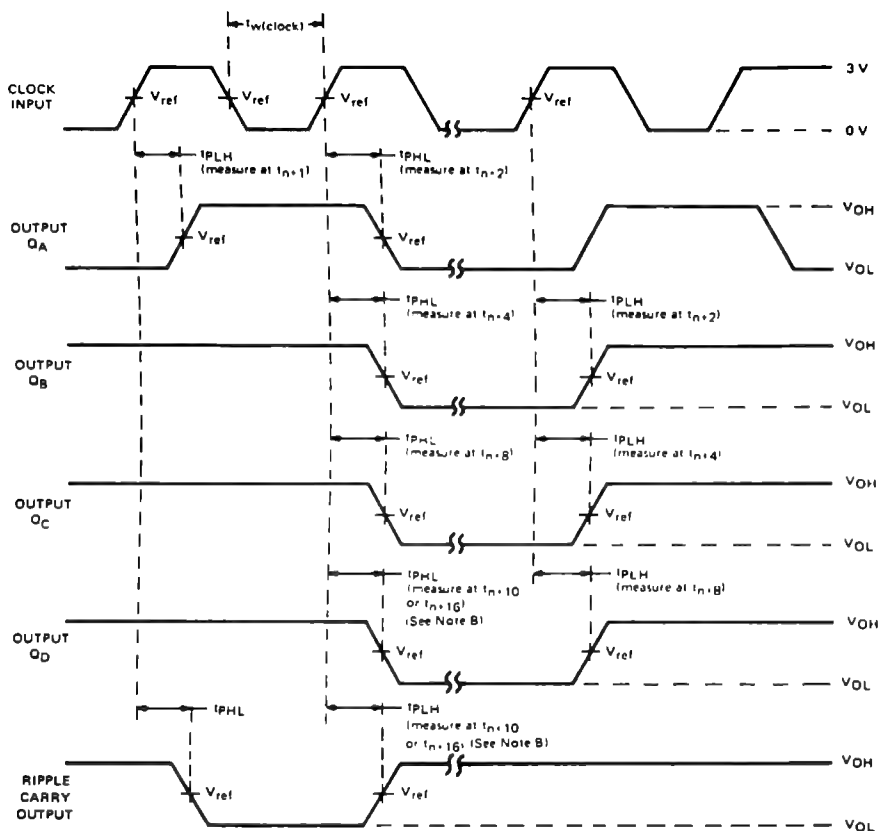 tw(clock)
CLOCK
INPUT
Vref
Vref
Vref
Vref
3 V
0 V
tPLH
(measure at tn+1)
tPHL
(measure at tn+2)
OUTPUT
QA
Vref
Vref
VOH
VOL
tPHL
(measure at tn+4)
tPLH
(measure at tn+2)
OUTPUT
QB
Vref
Vref
VOH
VOL
tPHL
(measure at tn+8)
tPLH
(measure at tn+4)
OUTPUT
QC
Vref
Vref
VOH
VOL
tPHL
(measure at tn+10
or tn+16)
(See Note B)
tPLH
(measure at tn+8)
OUTPUT
QD
Vref
Vref
VOH
VOL
tPHL
tPLH
(measure at tn+10
or tn+16) (See Note B)
RIPPLE
CARRY
OUTPUT
Vref
Vref
VOH
VOL